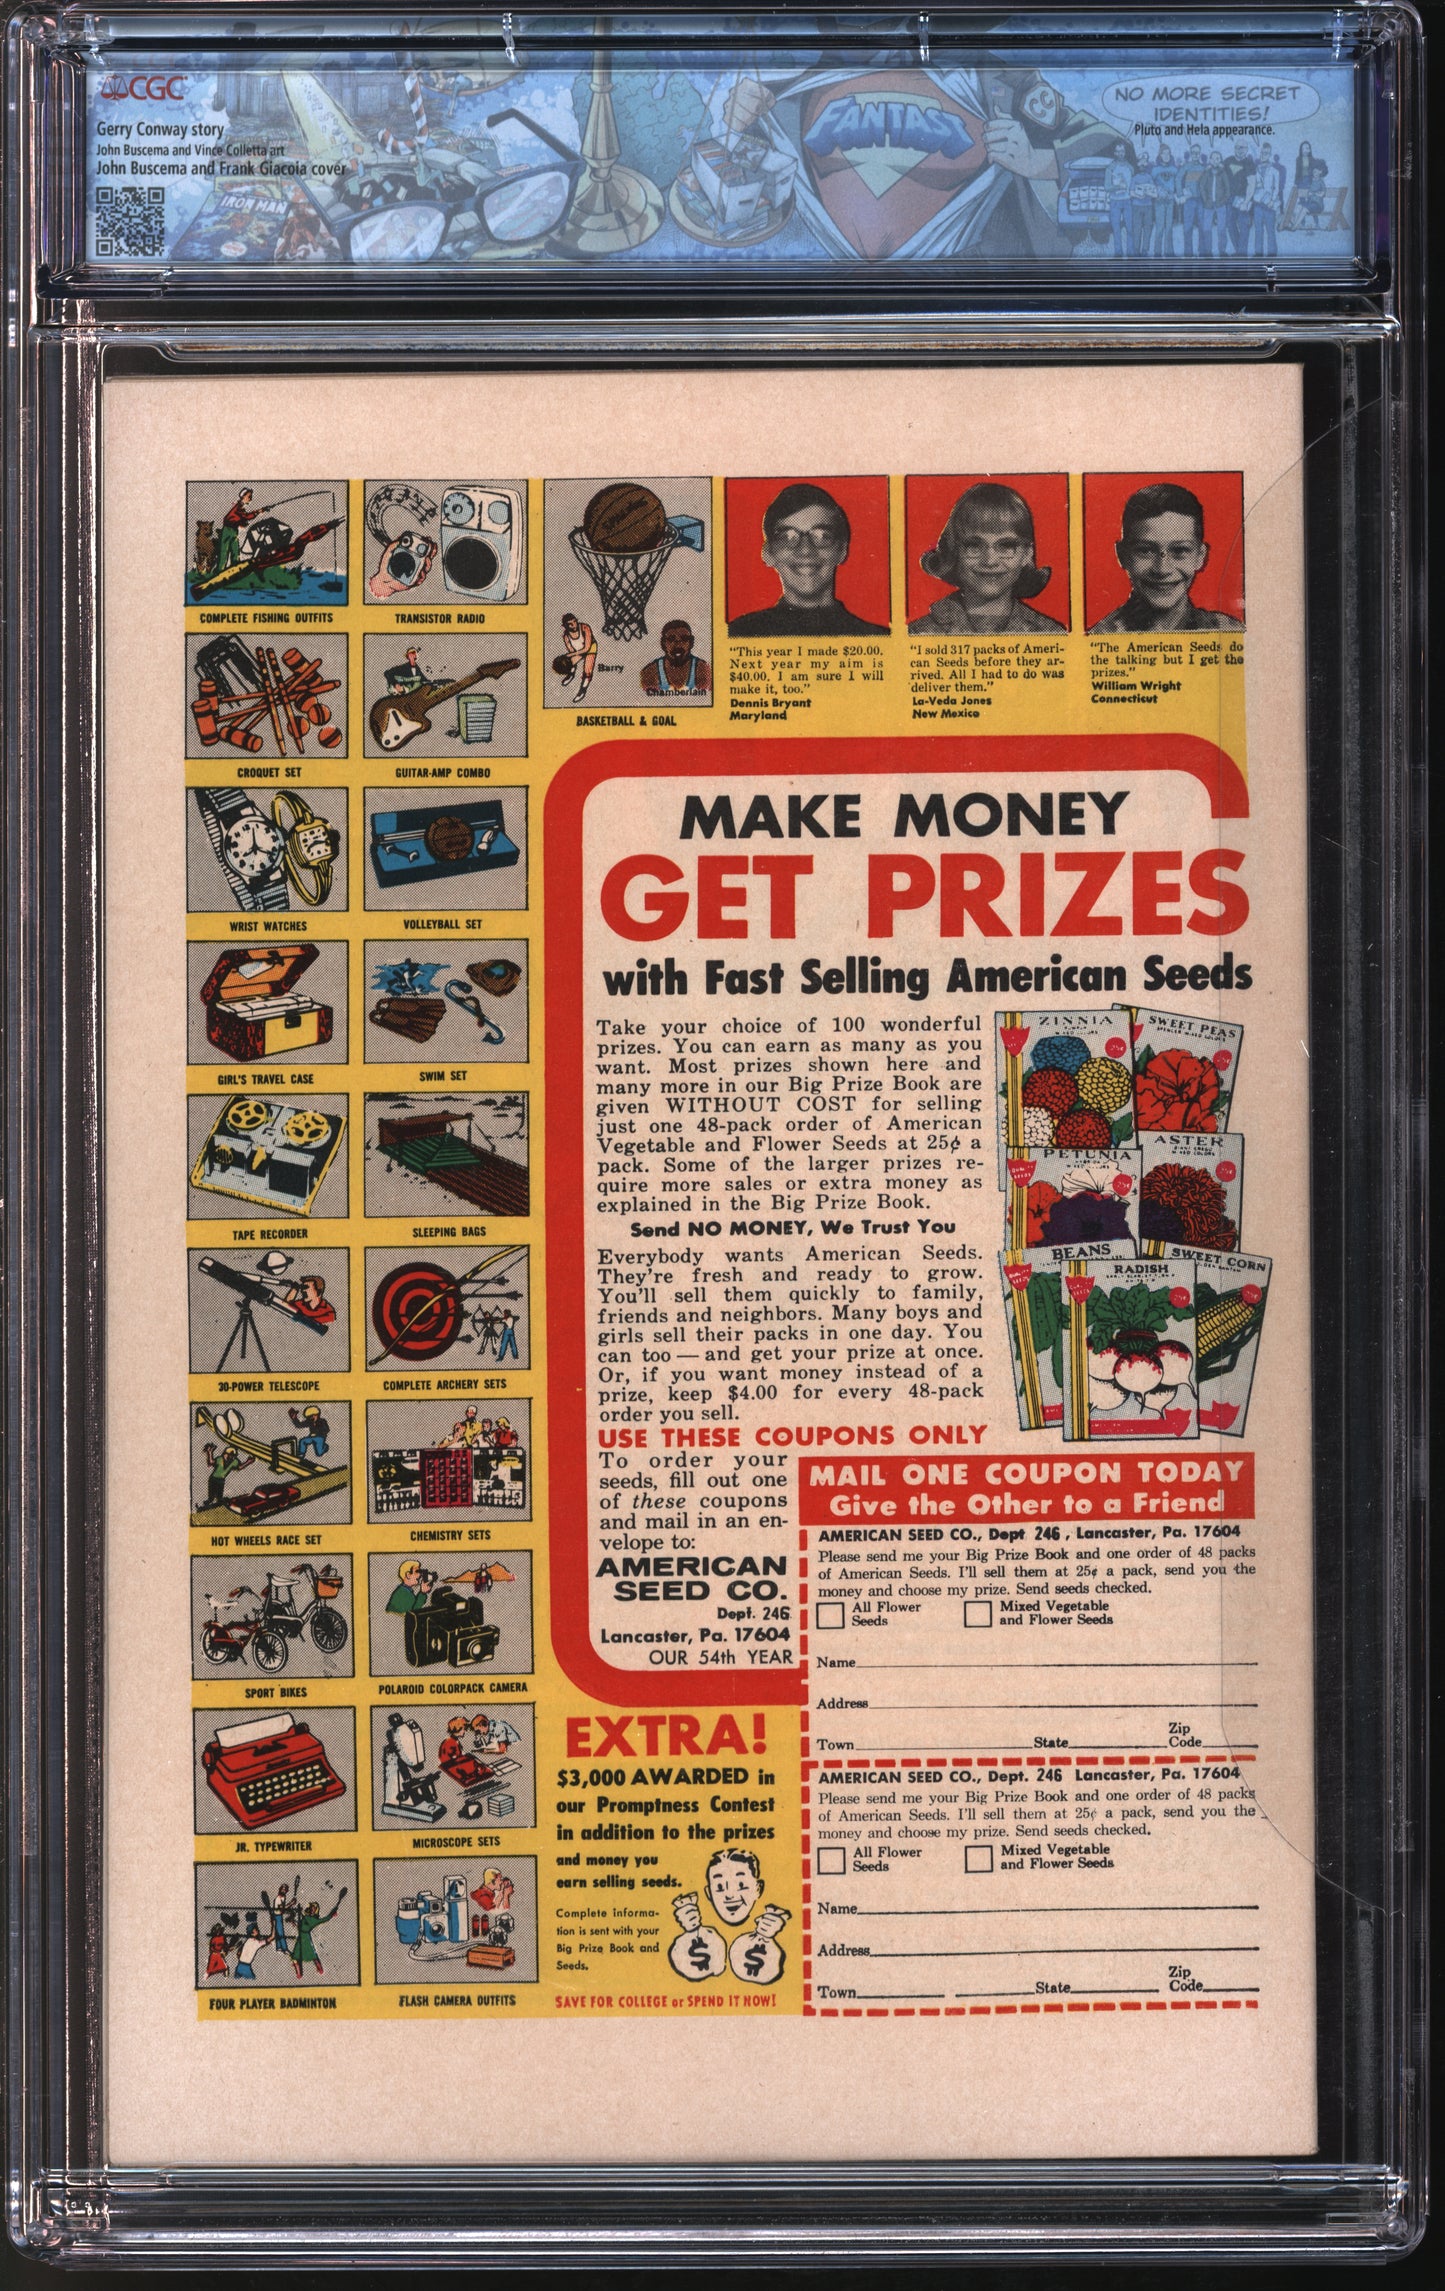 CGC
Gerry Conway story
John Buscema and Vince Colletta art
John Buscema and Frank Giacoia cover
IRON MAN
FANTAST
CC
NO MORE SECRET
IDENTITIES!
Pluto and Hela appearance.
COMPLETE FISHING OUTFITS
TRANSISTOR RADIO
Barry
Chamberlain
BASKETBALL & GOAL
"This year I made $20.00.
Next year my aim is
$40.00. I am sure I will
make it, too."
Dennis Bryant
Maryland
"I sold 317 packs of Ameri-
can Seeds before they ar-
rived. All I had to do was
deliver them."
La-Veda Jones
New Mexico
"The American Seeds do
the talking but I get the
prizes."
William Wright
Connecticut
CROQUET SET
GUITAR-AMP COMBO
WRIST WATCHES
VOLLEYBALL SET
GIRL'S TRAVEL CASE
SWIM SET
TAPE RECORDER
SLEEPING BAGS
30-POWER TELESCOPE
COMPLETE ARCHERY SETS
HOT WHEELS RACE SET
CHEMISTRY SETS
SPORT BIKES
POLAROID COLORPACK CAMERA
JR. TYPEWRITER
MICROSCOPE SETS
FOUR PLAYER BADMINTON
FLASH CAMERA OUTFITS
MAKE MONEY
GET PRIZES
with Fast Selling American Seeds
Take your choice of 100 wonderful
prizes. You can earn as many as you
want. Most prizes shown here and
many more in our Big Prize Book are
given WITHOUT COST for selling
just one 48-pack order of American
Vegetable and Flower Seeds at 25¢ a
pack. Some of the larger prizes re-
quire more sales or extra money as
explained in the Big Prize Book.
Send NO MONEY, We Trust You
Everybody wants American Seeds.
They're fresh and ready to grow.
You'll sell them quickly to family,
friends and neighbors. Many boys and
girls sell their packs in one day. You
can too — and get your prize at once.
Or, if you want money instead of a
prize, keep $4.00 for every 48-pack
order you sell.
USE THESE COUPONS ONLY
To order your
seeds, fill out one
of these coupons
and mail in an en-
velope to:
AMERICAN
SEED CO.
Dept. 246
Lancaster, Pa. 17604
OUR 54th YEAR
ZINNIA
SWEET PEAS
ASTER
PETUNIA
BEANS
RADISH
SWEET CORN
MAIL ONE COUPON TODAY
Give the Other to a Friend
AMERICAN SEED CO., Dept 246, Lancaster, Pa. 17604
Please send me your Big Prize Book and one order of 48 packs
of American Seeds. I'll sell them at 25¢ a pack, send you the
money and choose my prize. Send seeds checked.
All Flower
Seeds
Mixed Vegetable
and Flower Seeds
Name
Address
Town State Zip
Code
AMERICAN SEED CO., Dept. 246 Lancaster, Pa. 17604
Please send me your Big Prize Book and one order of 48 packs
of American Seeds. I'll sell them at 25¢ a pack, send you the
money and choose my prize. Send seeds checked.
All Flower
Seeds
Mixed Vegetable
and Flower Seeds
Name
Address
Town State Zip
Code
EXTRA!
$3,000 AWARDED in
our Promptness Contest
in addition to the prizes
and money you
earn selling seeds.
Complete informa-
tion is sent with your
Big Prize Book and
Seeds.
$ $
SAVE FOR COLLEGE or SPEND IT NOW!